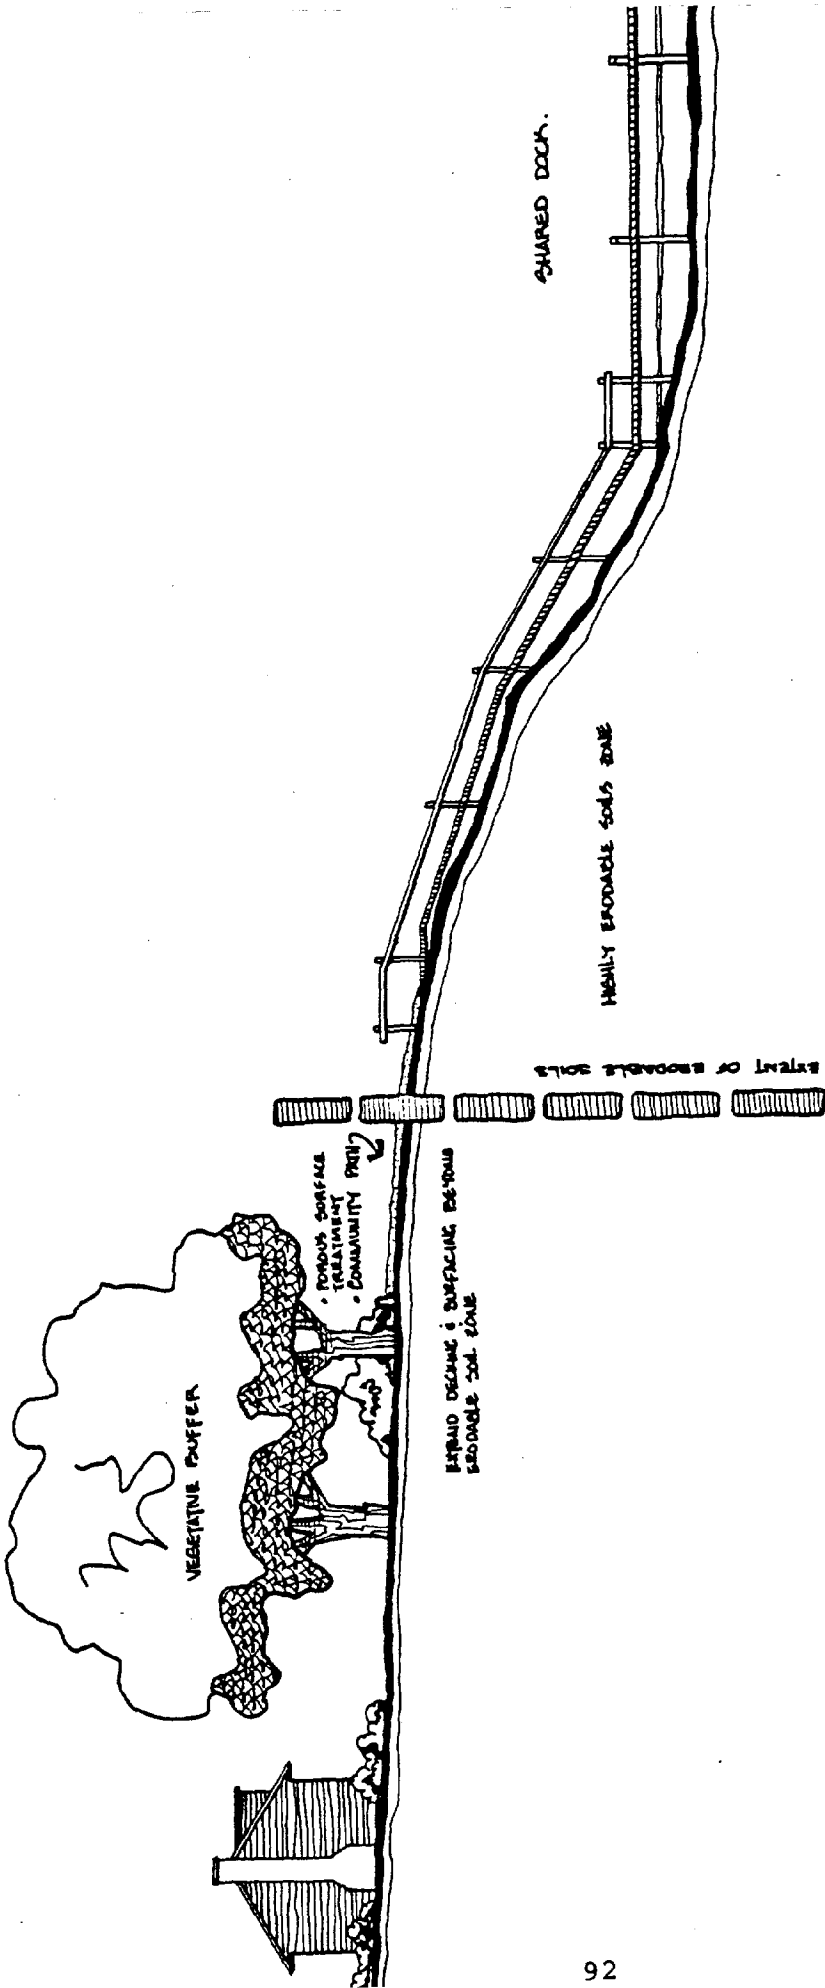 VEGETATIVE BUFFER
• POROUS SURFACE
TREATMENT
• COMMUNITY PATH
EXTEND DECKING & SURFACING BEYOND
ERODABLE SOIL ZONE
EXTENT OF ERODABLE SOILS
HIGHLY ERODABLE SOILS ZONE
SHARED DOCK.
92